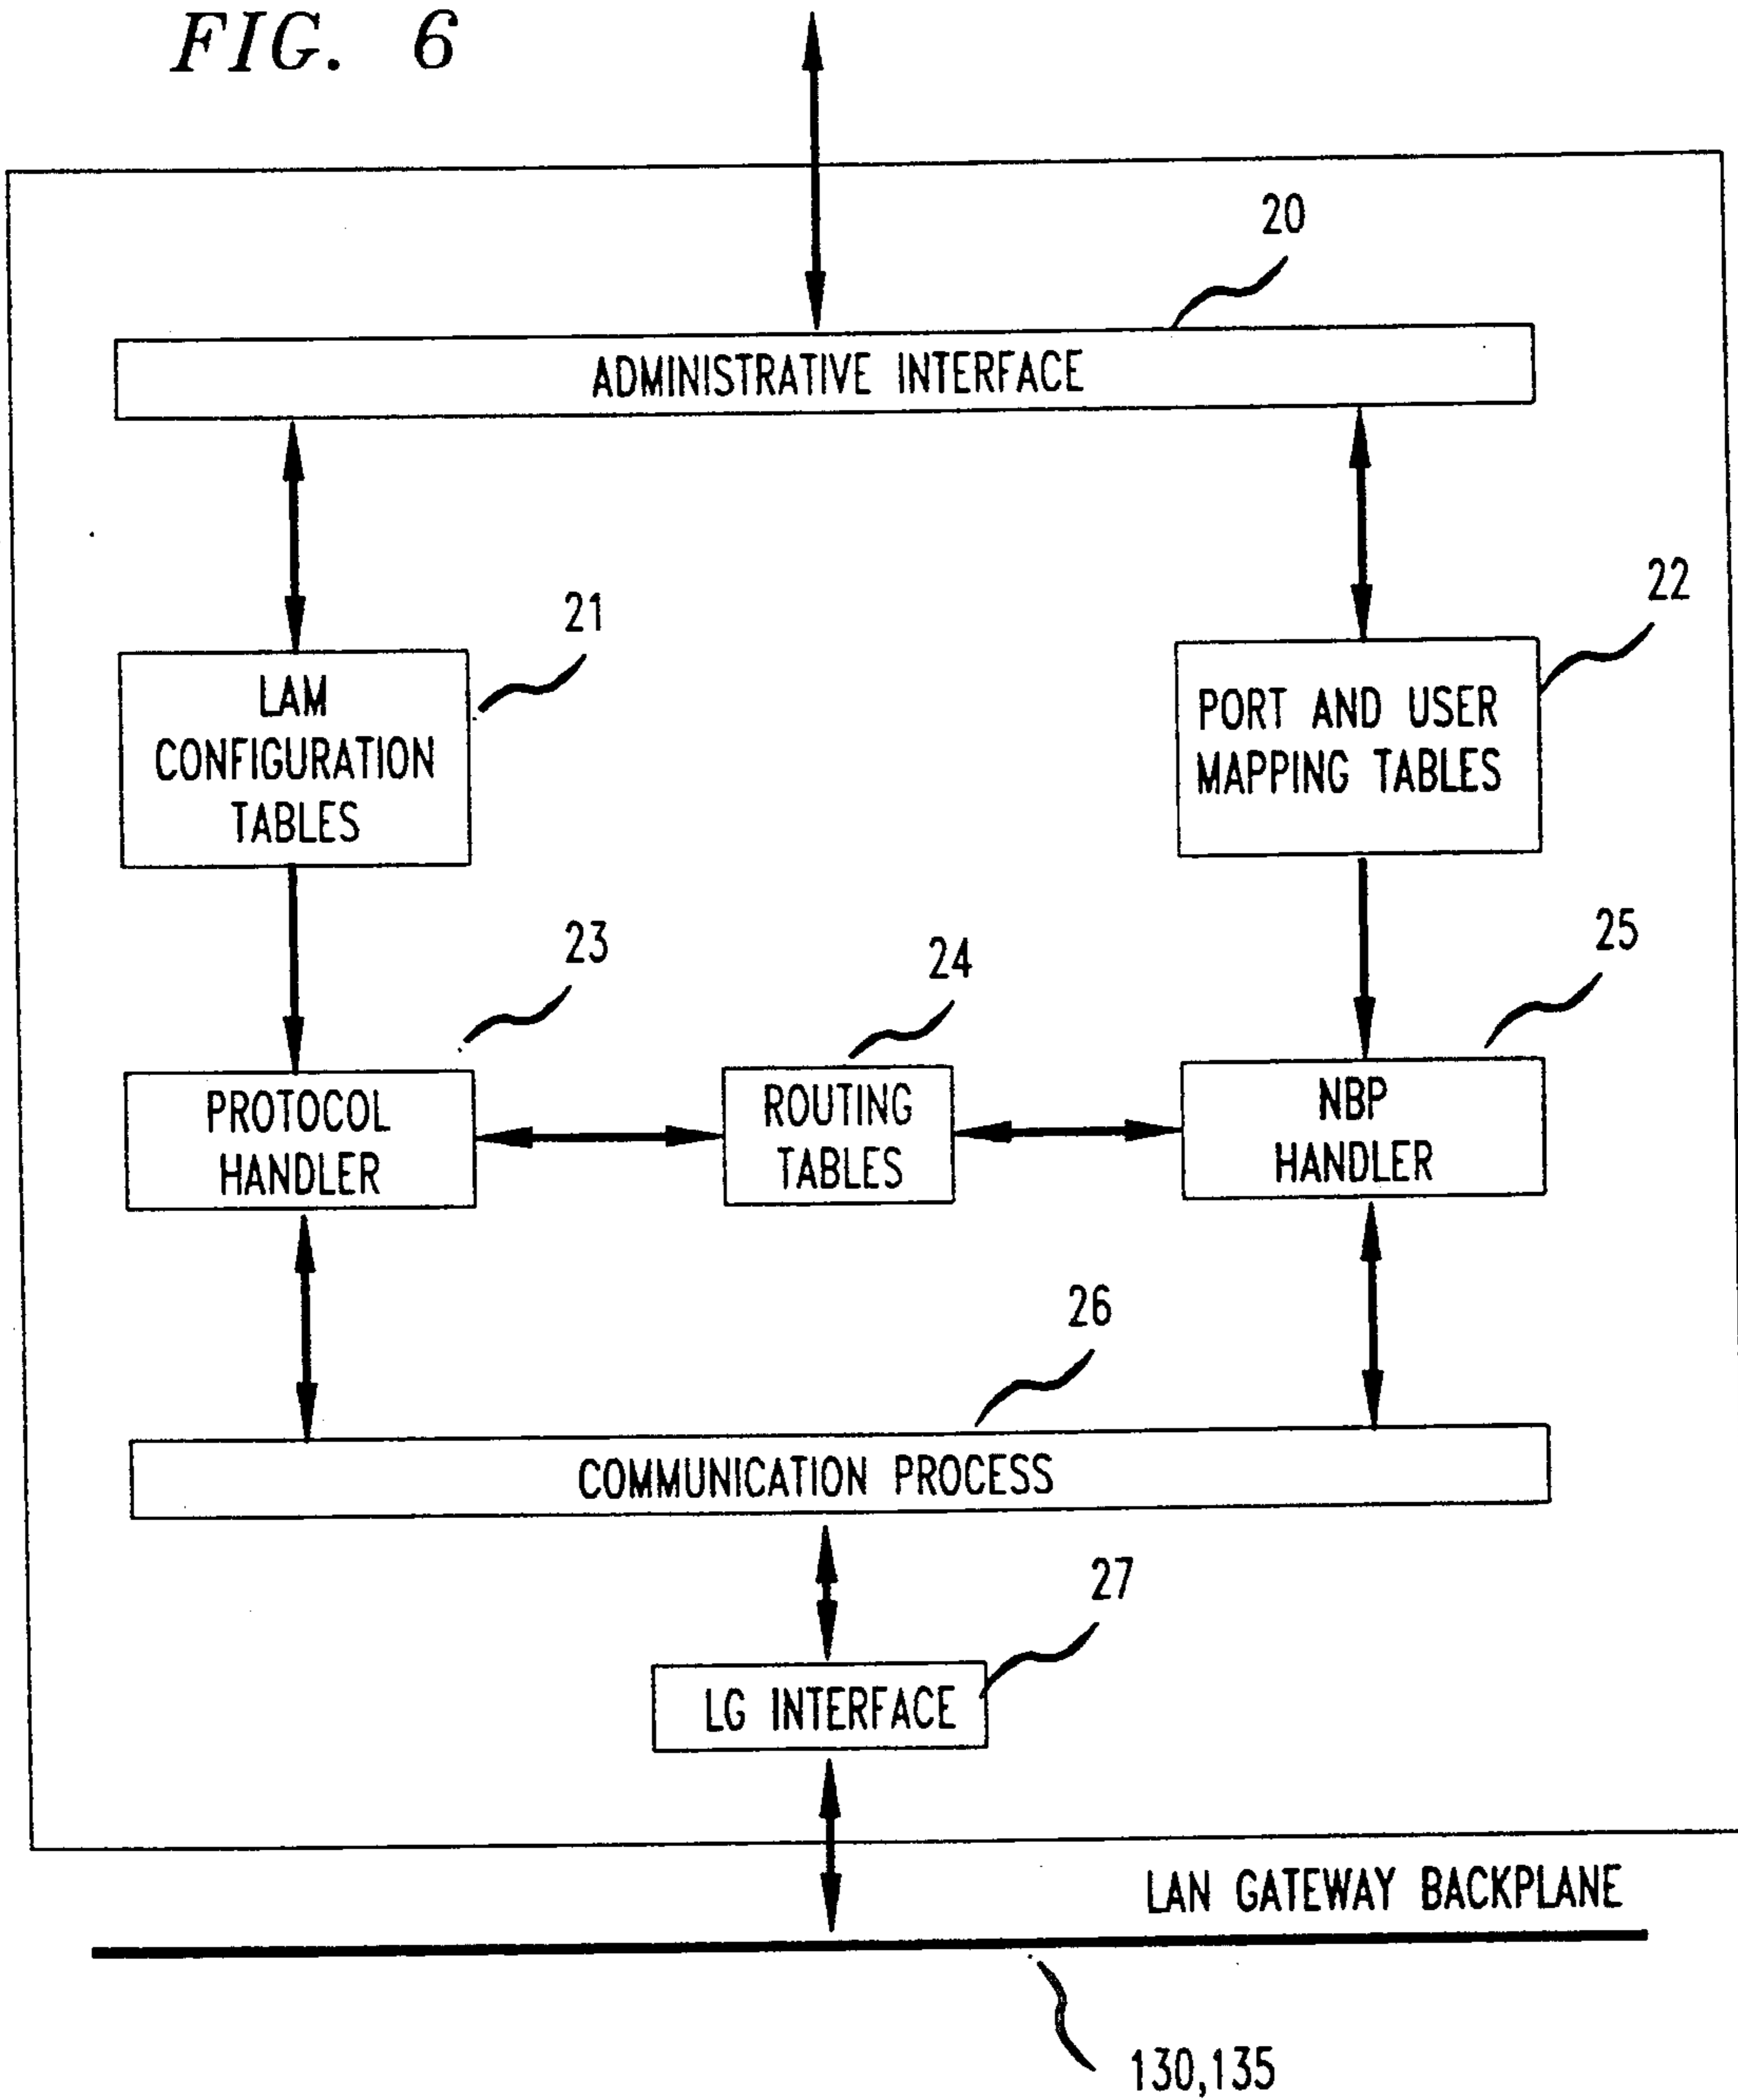 FIG. 6
20
ADMINISTRATIVE INTERFACE
21
22
LAM
CONFIGURATION
TABLES
PORT AND USER
MAPPING TABLES
23
24
25
PROTOCOL
HANDLER
ROUTING
TABLES
NBP
HANDLER
26
COMMUNICATION PROCESS
27
LG INTERFACE
LAN GATEWAY BACKPLANE
130,135